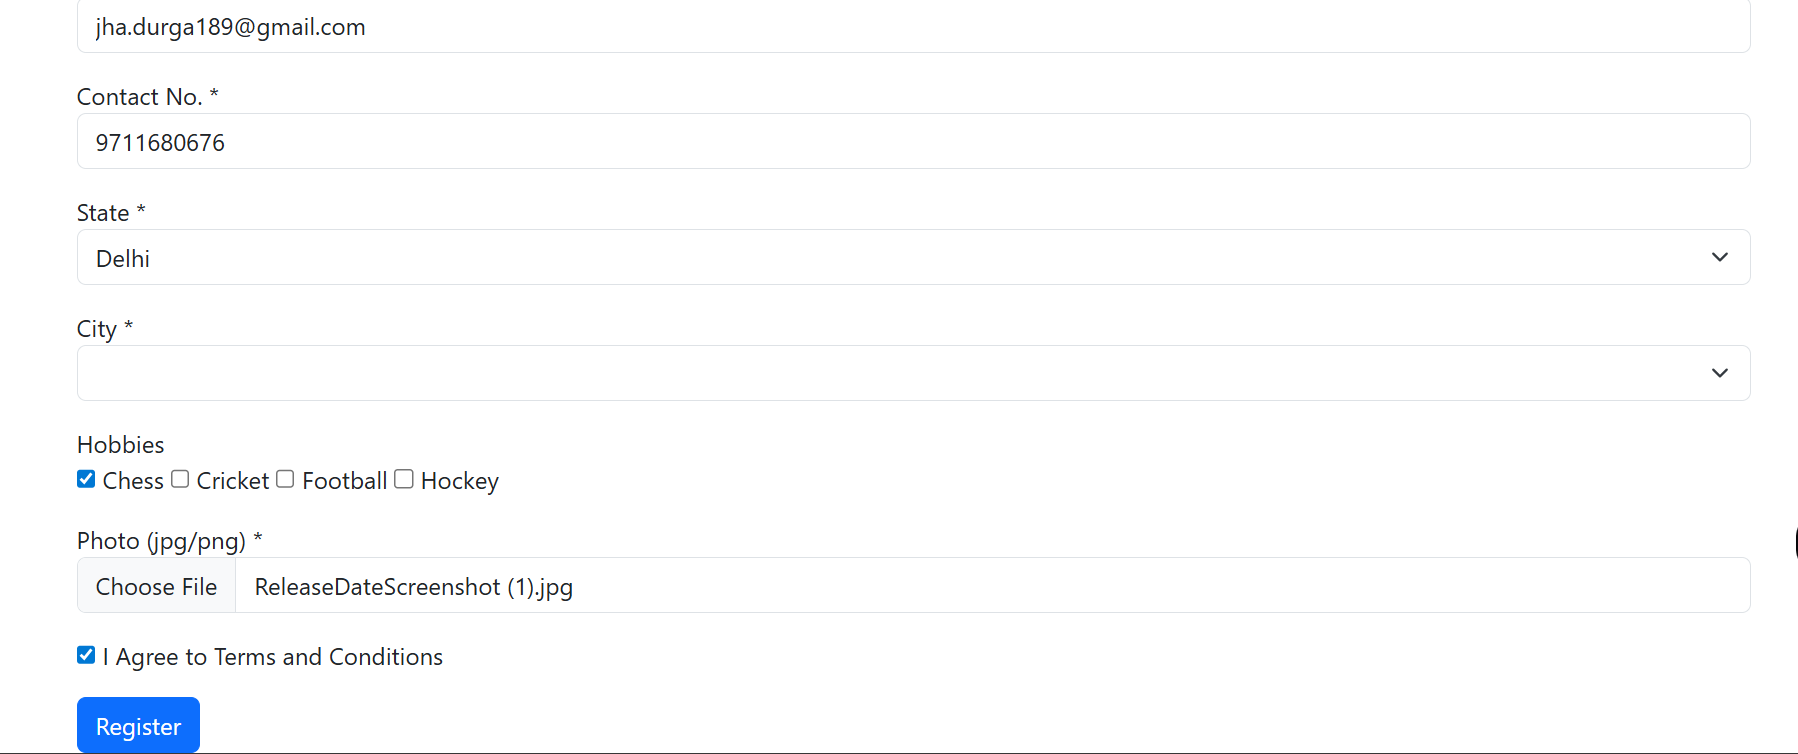 jha.durga189@gmail.com
Contact No. *
9711680676
State *
Delhi
City *
Hobbies
Chess Cricket Football Hockey
Photo (jpg/png) *
Choose File ReleaseDateScreenshot (1).jpg
I Agree to Terms and Conditions
Register